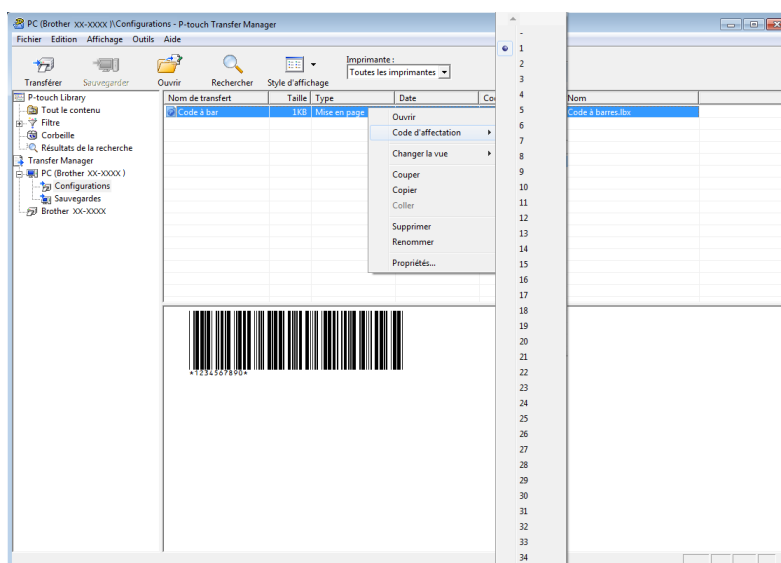 PC (Brother XX-XXXX )\Configurations - P-touch Transfer Manager
Fichier Edition Affichage Outils Aide
Transférer Sauvegarder Ouvrir Rechercher Style d'affichage
Imprimante :
Toutes les imprimantes
P-touch Library
Tout le contenu
Filtre
Corbeille
Résultats de la recherche
Transfer Manager
PC (Brother XX-XXXX )
Configurations
Sauvegardes
Brother XX-XXXX
Nom de transfert Taille Type Date Co Nom
Code à bar 1KB Mise en page Code à barres.lbx
Ouvrir
Code d'affectation
Changer la vue
Couper
Copier
Coller
Supprimer
Renommer
Propriétés...
-
1
2
3
4
5
6
7
8
9
10
11
12
13
14
15
16
17
18
19
20
21
22
23
24
25
26
27
28
29
30
31
32
33
34
*1234567890*